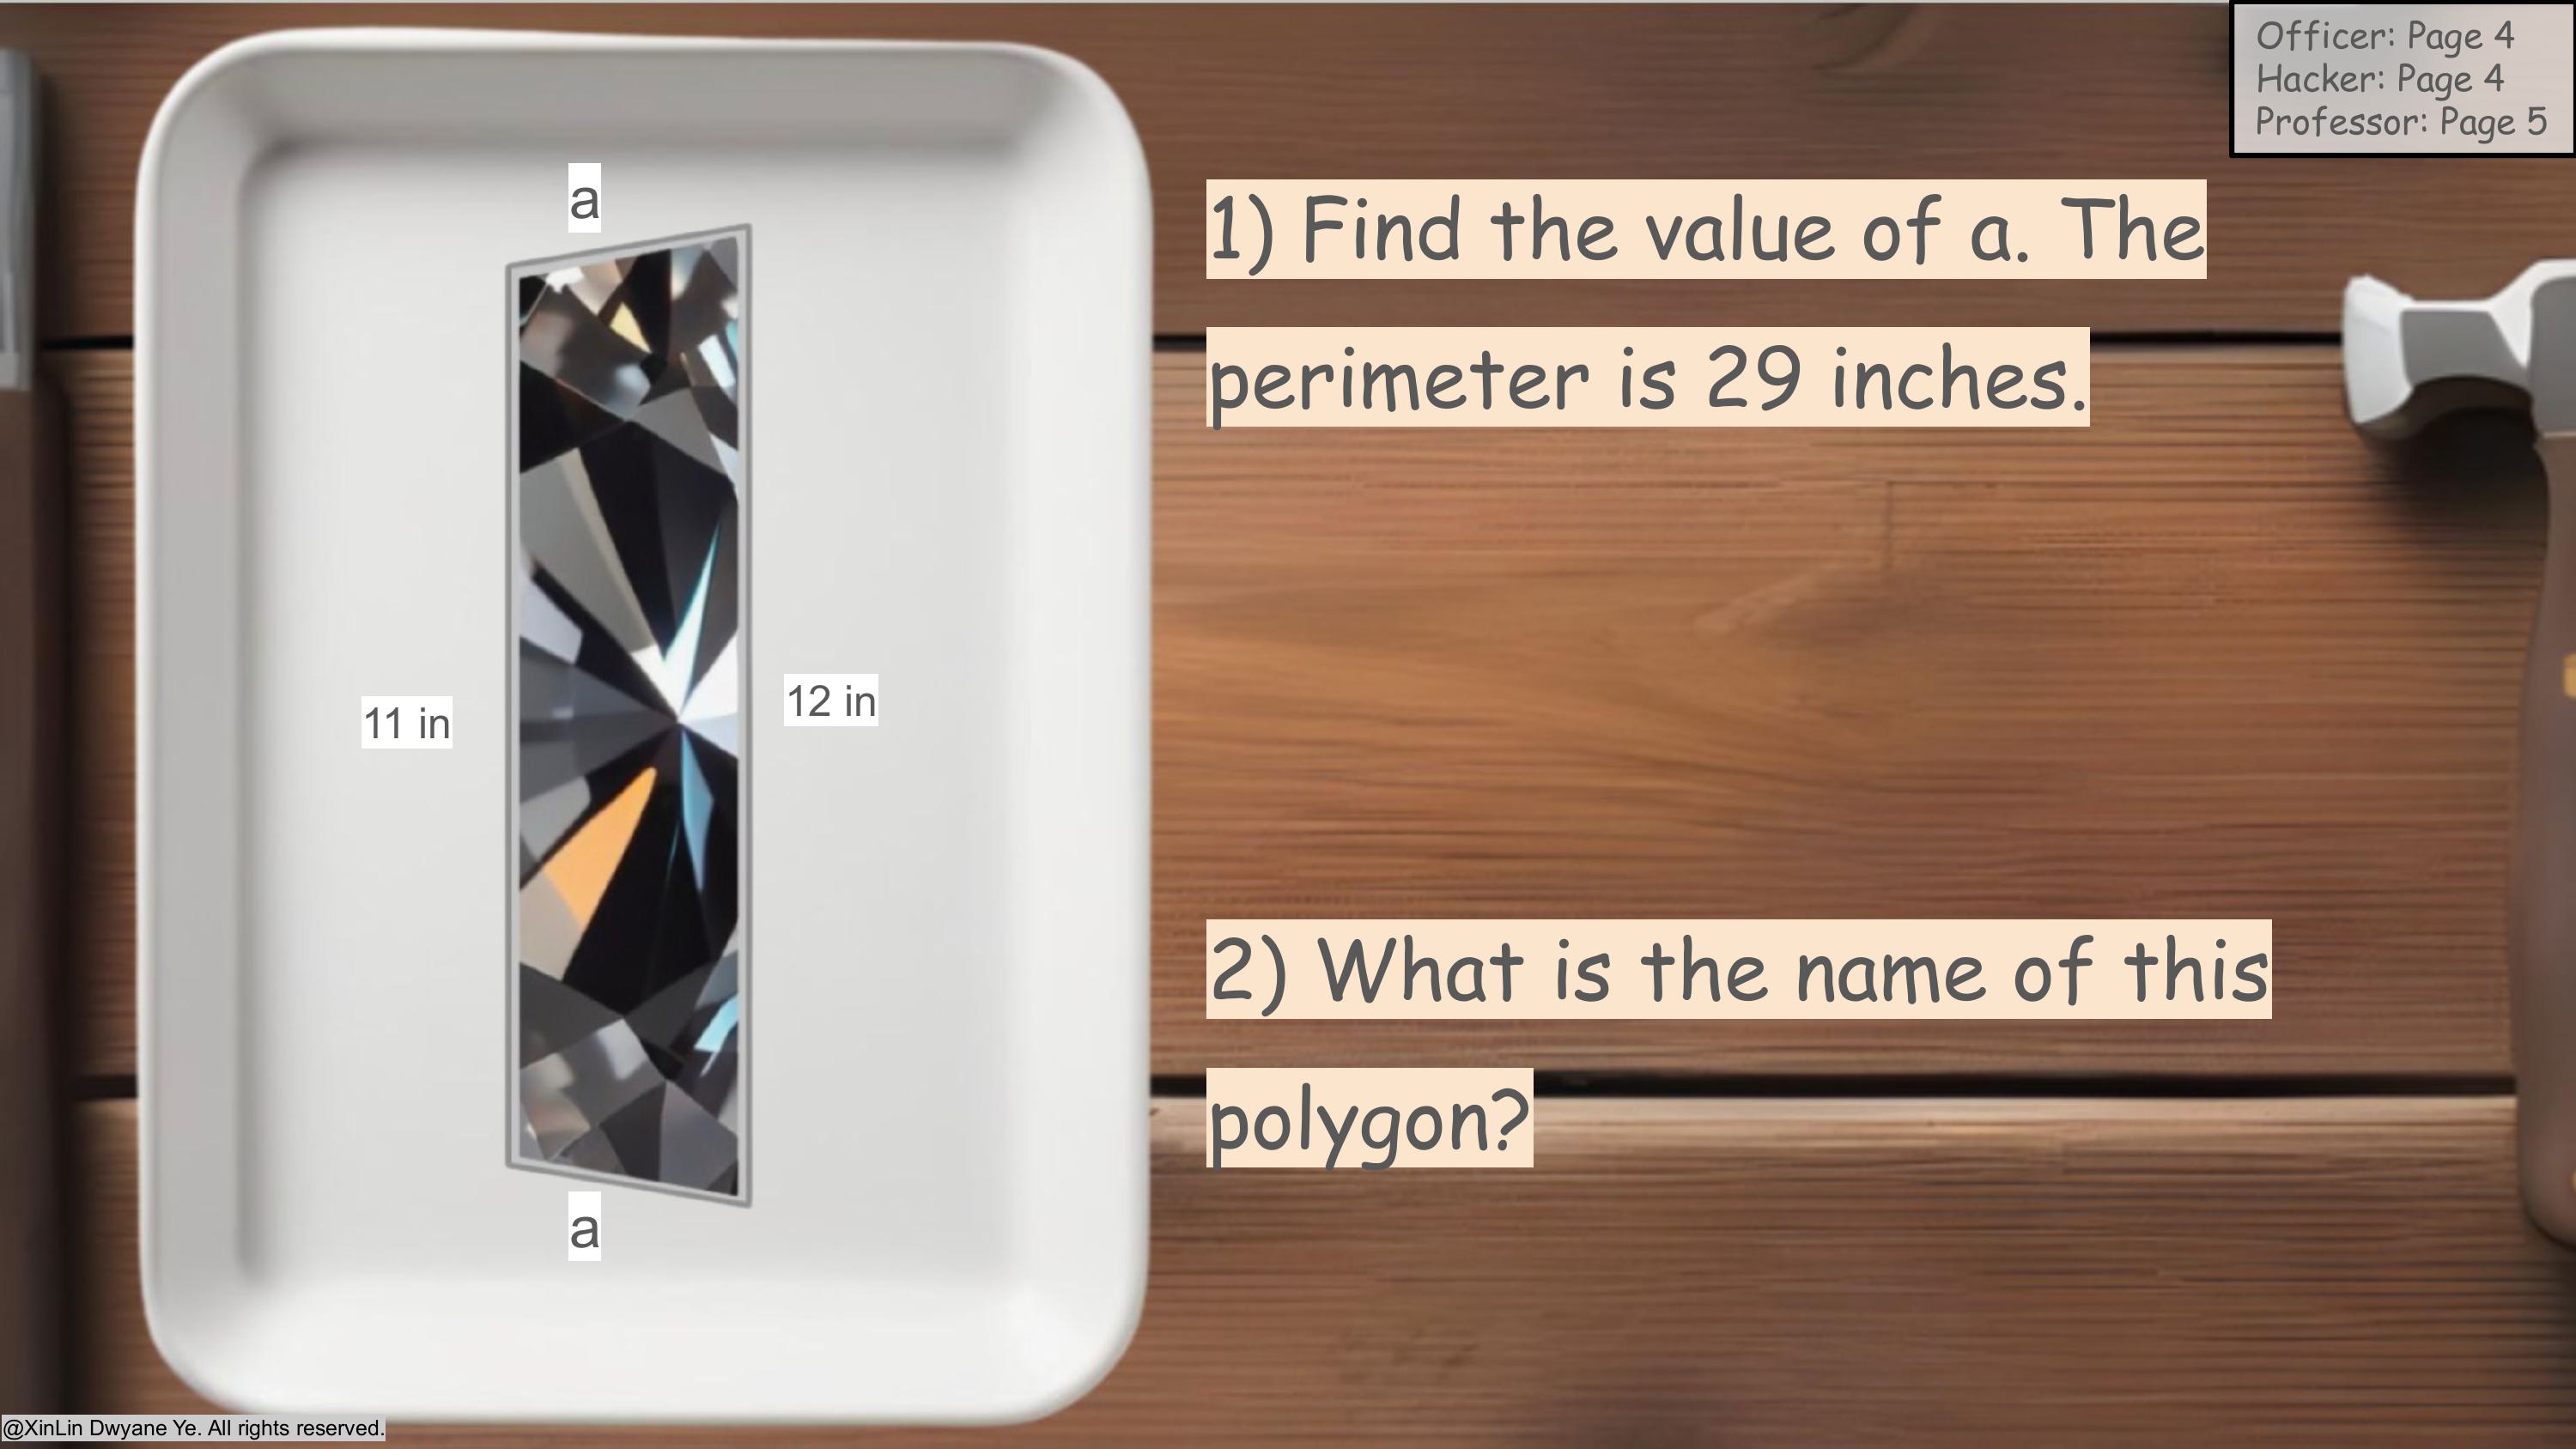 Officer: Page 4
Hacker: Page 4
Professor: Page 5
a
1) Find the value of a. The
perimeter is 29 inches.
11 in
12 in
2) What is the name of this
polygon?
a
@XinLin Dwyane Ye. All rights reserved.